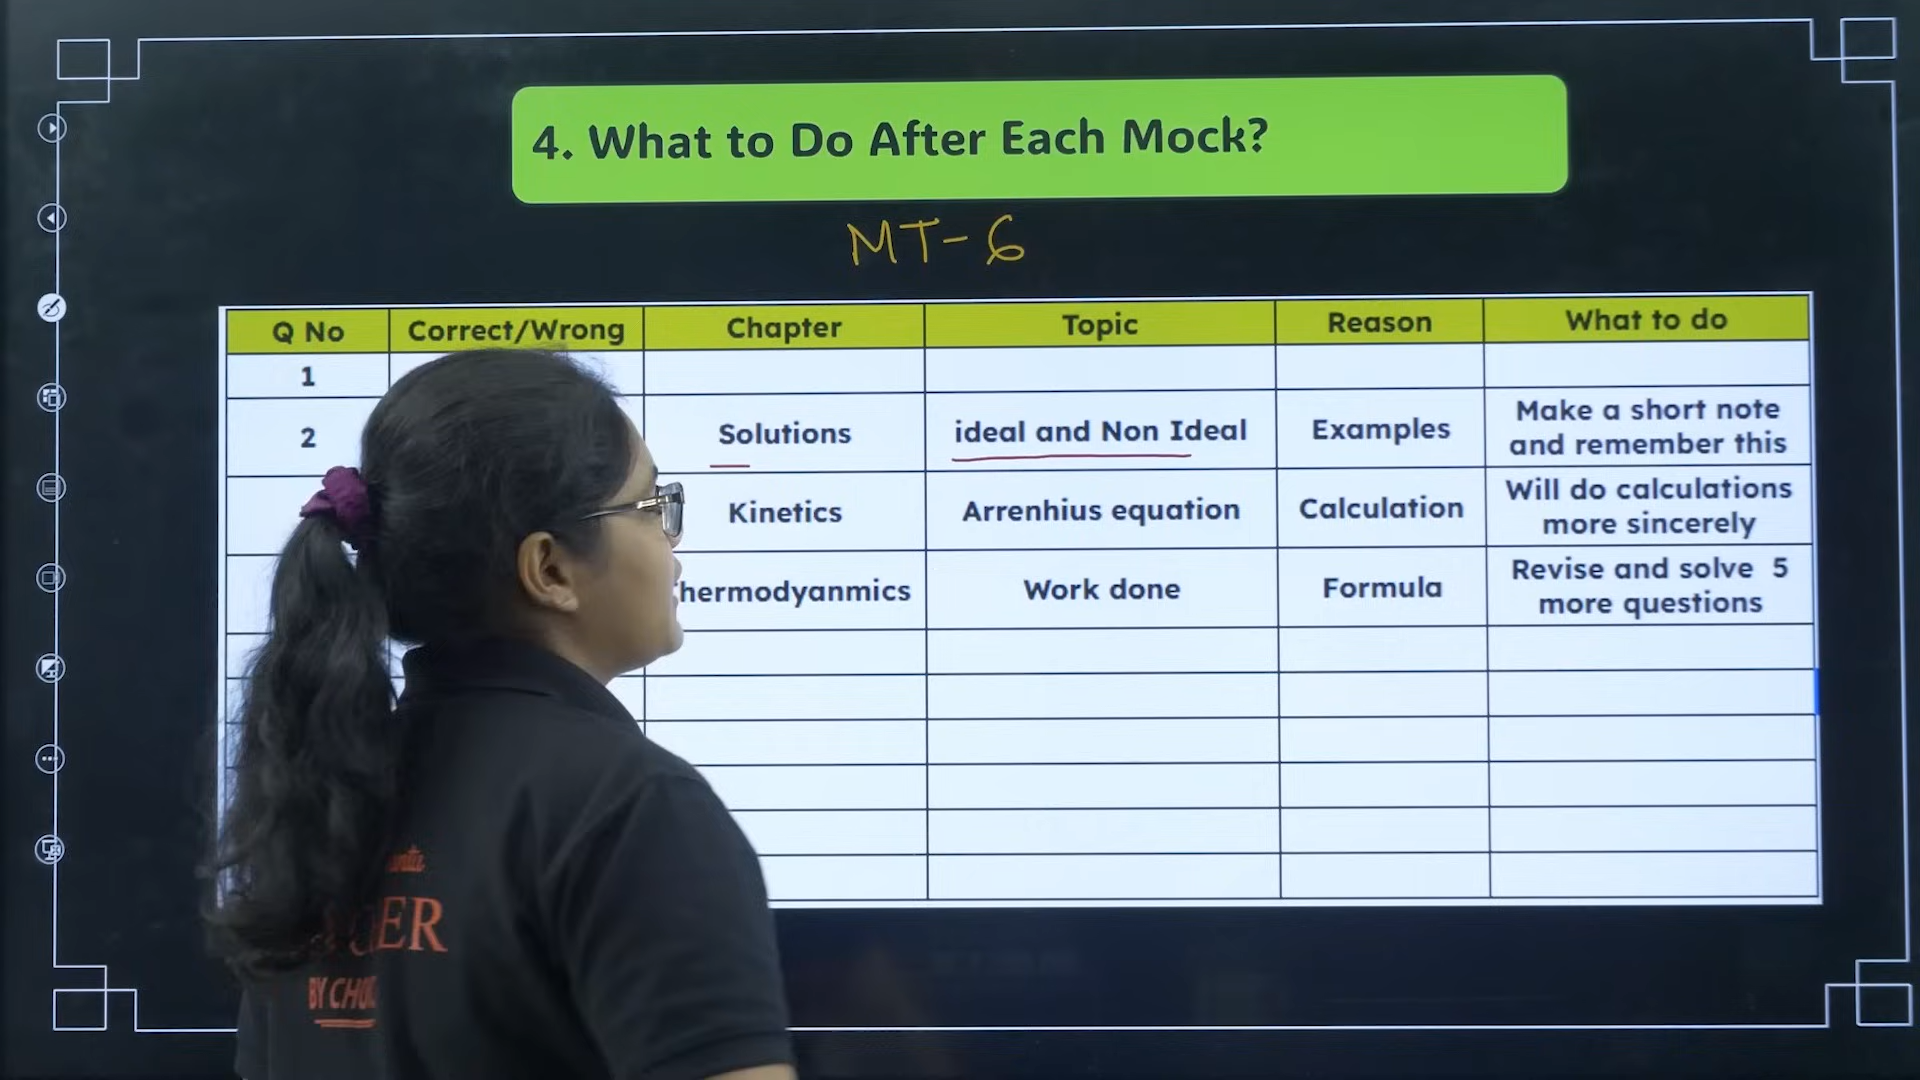 4. What to Do After Each Mock?
MT-6
Q No Correct/Wrong Chapter Topic Reason What to do
1
2 Solutions ideal and Non Ideal Examples Make a short note
and remember this
Kinetics Arrenhius equation Calculation Will do calculations
more sincerely
hermodyanmics Work done Formula Revise and solve 5
more questions
BY